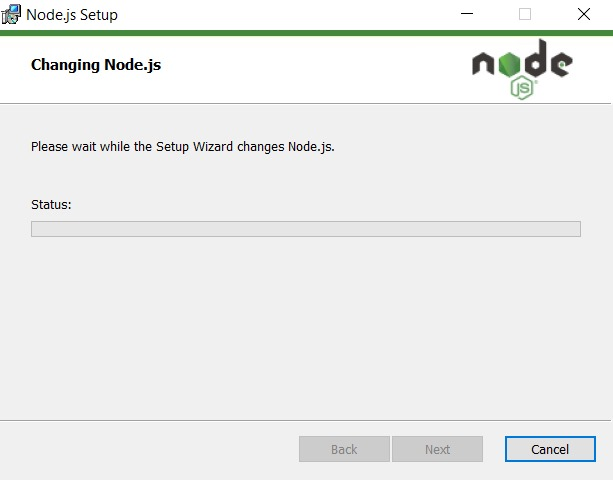 Node.js Setup
Changing Node.js
node
JS
Please wait while the Setup Wizard changes Node.js.
Status:
Back
Next
Cancel